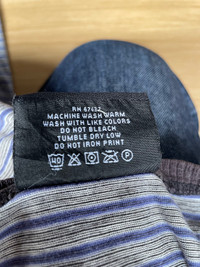 RN 67432
MACHINE WASH WARM
WASH WITH LIKE COLORS
DO NOT BLEACH
TUMBLE DRY LOW
DO NOT IRON PRINT
40 P